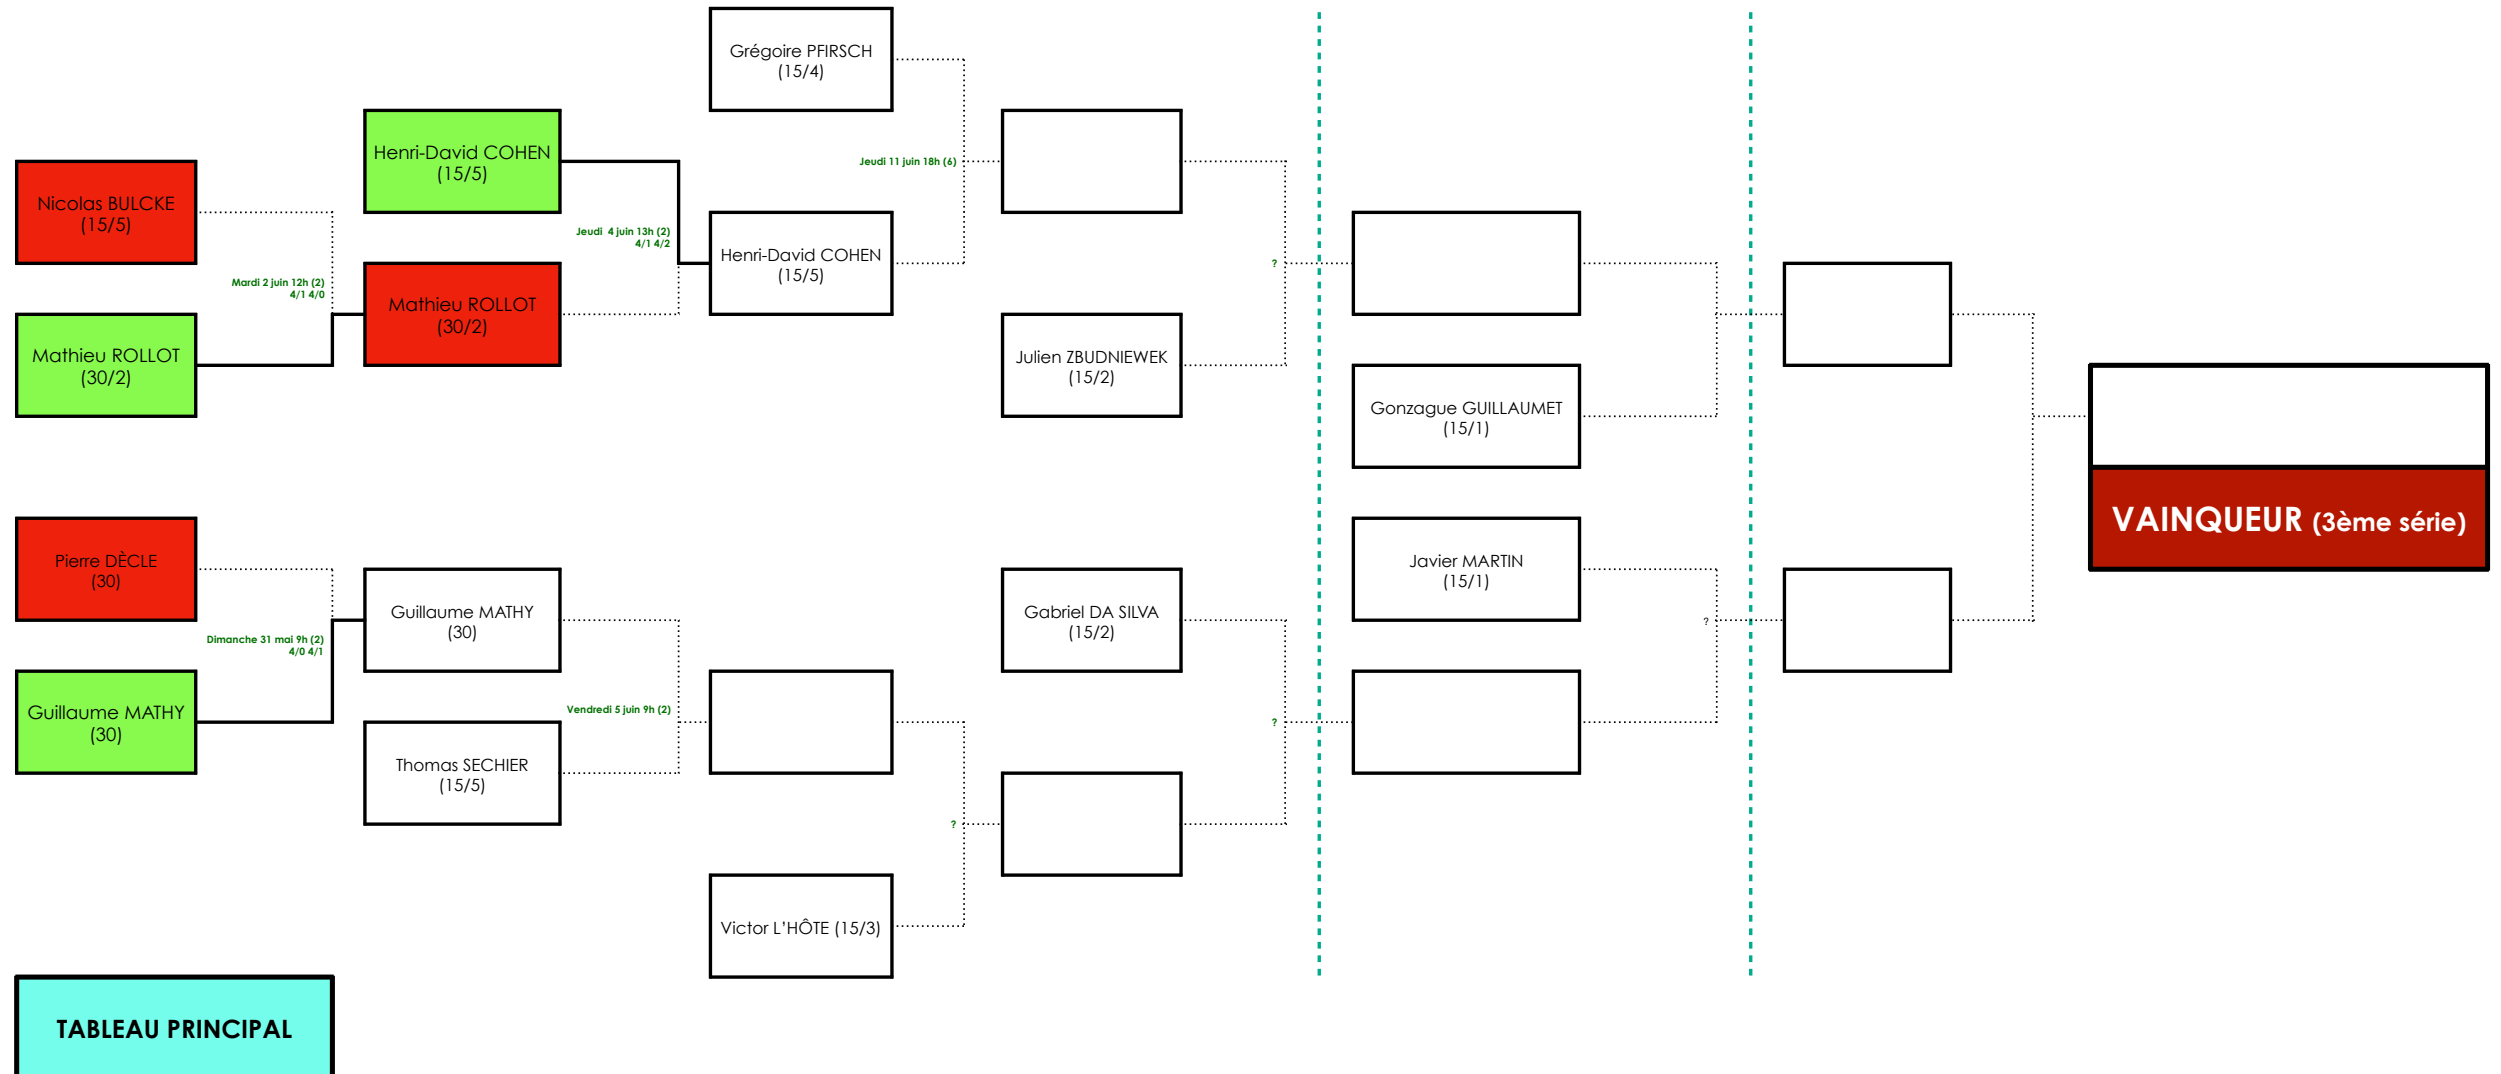 Grégoire PFIRSCH
(15/4)
Henri-David COHEN
(15/5)
Jeudi 11 juin 18h (6)
Nicolas BULCKE
(15/5)
Jeudi  4 juin 13h (2)
4/1 4/2
Henri-David COHEN
(15/5)
?
Mardi 2 juin 12h (2)
4/1 4/0
Mathieu ROLLOT
(30/2)
Mathieu ROLLOT
(30/2)
Julien ZBUDNIEWEK
(15/2)
Gonzague GUILLAUMET
(15/1)
VAINQUEUR (3ème série)
Pierre DÈCLE
(30)
Javier MARTIN
(15/1)
Guillaume MATHY
(30)
Gabriel DA SILVA
(15/2)
?
Dimanche 31 mai 9h (2)
4/0 4/1
Guillaume MATHY
(30)
Vendredi 5 juin 9h (2)
?
Thomas SECHIER
(15/5)
?
Victor L'HÔTE (15/3)
TABLEAU PRINCIPAL